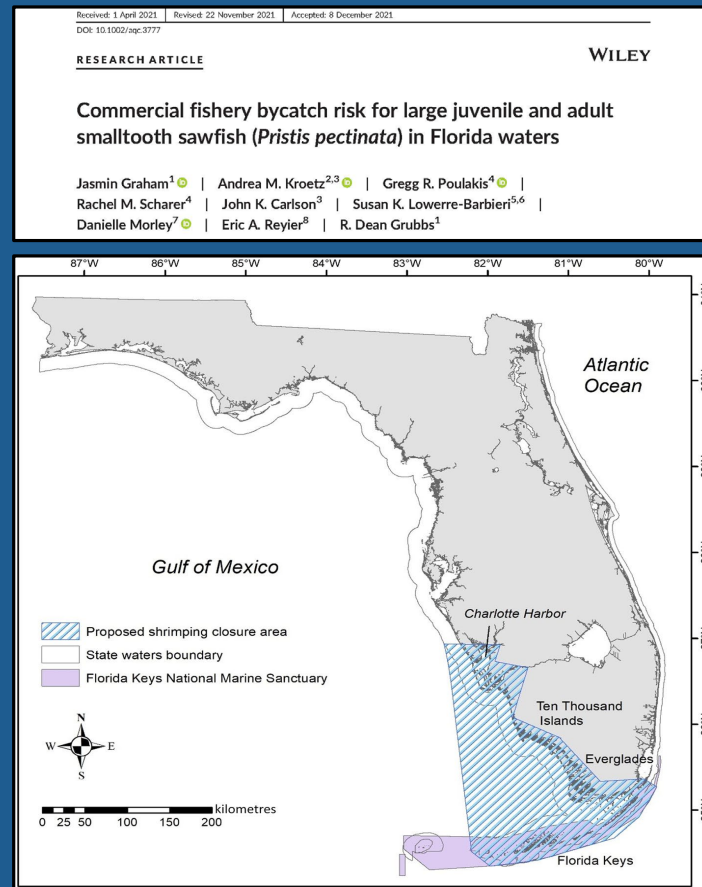 Received: 1 April 2021 | Revised: 22 November 2021 | Accepted: 8 December 2021
DOI: 10.1002/aqc.3777
RESEARCH ARTICLE
WILEY
Commercial fishery bycatch risk for large juvenile and adult
smalltooth sawfish (Pristis pectinata) in Florida waters
Jasmin Graham1 | Andrea M. Kroetz2,3 | Gregg R. Poulakis4 |
Rachel M. Scharer4 | John K. Carlson3 | Susan K. Lowerre-Barbieri5,6 |
Danielle Morley7 | Eric A. Reyier8 | R. Dean Grubbs1
87°W 86°W 85°W 84°W 83°W 82°W 81°W 80°W
Atlantic
Ocean
Gulf of Mexico
Charlotte Harbor
Proposed shrimping closure area
State waters boundary
Florida Keys National Marine Sanctuary
Ten Thousand
Islands
Everglades
N
W E
S
kilometres
0 25 50 100 150 200
Florida Keys